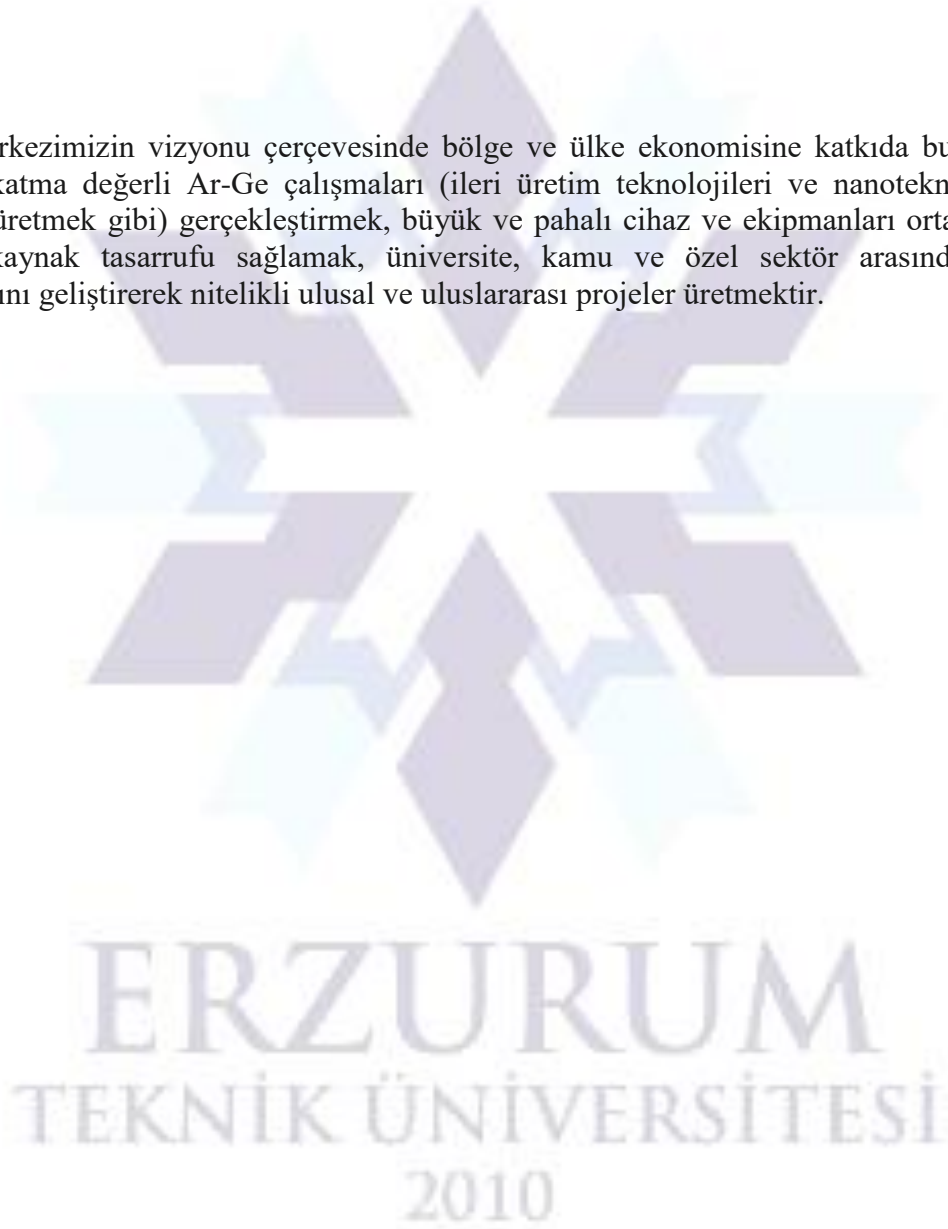 rkezimizin vizyonu çerçevesinde bölge ve ülke ekonomisine katkıda bu
katma değerli Ar-Ge çalışmaları (ileri üretim teknolojileri ve nanotekn
üretmek gibi) gerçekleştirmek, büyük ve pahalı cihaz ve ekipmanları orta
kaynak tasarrufu sağlamak, üniversite, kamu ve özel sektör arasınd
ını geliştirerek nitelikli ulusal ve uluslararası projeler üretmektir.
ERZURUM
TEKNİK ÜNİVERSİTESİ
2010